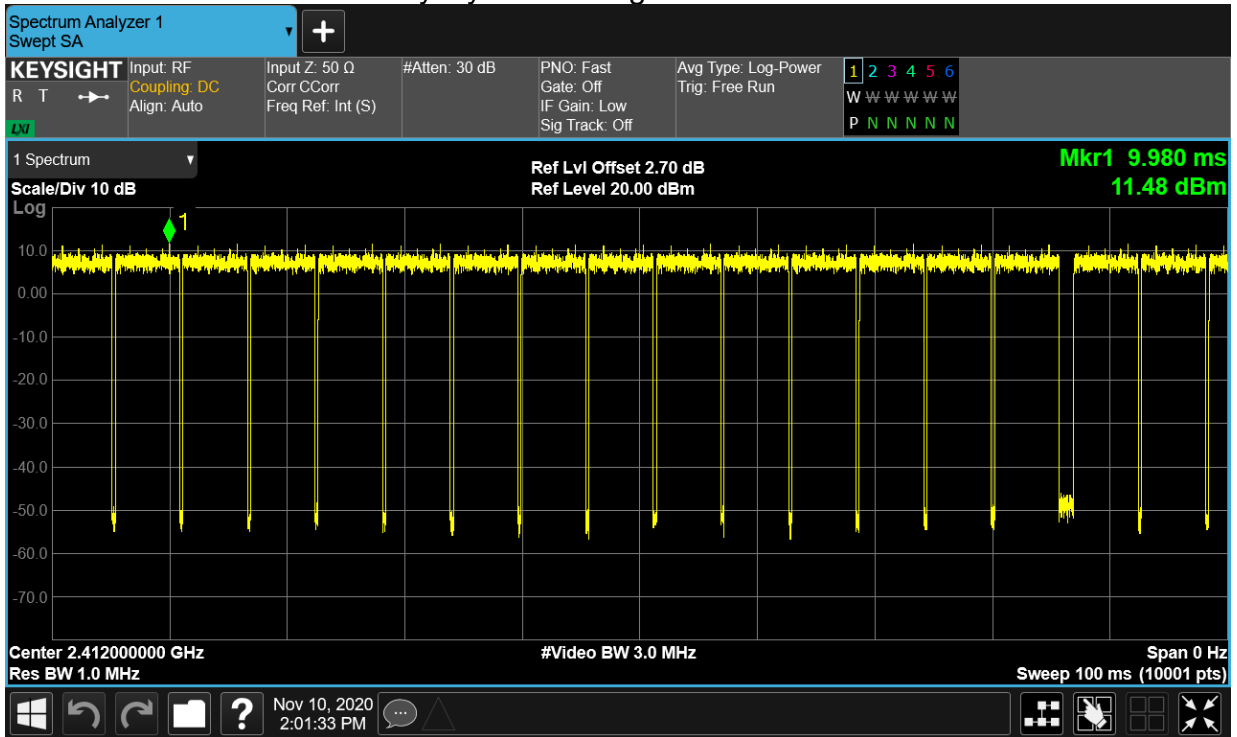 Spectrum Analyzer 1
Swept SA
+
KEYSIGHT
R T
LXI
Input: RF
Coupling: DC
Align: Auto
Input Z: 50 Ω
Corr CCorr
Freq Ref: Int (S)
#Atten: 30 dB
PNO: Fast
Gate: Off
IF Gain: Low
Sig Track: Off
Avg Type: Log-Power
Trig: Free Run
1 2 3 4 5 6
W W W W W W
P N N N N N
1 Spectrum
Scale/Div 10 dB
Log
Ref Lvl Offset 2.70 dB
Ref Level 20.00 dBm
Mkr1 9.980 ms
11.48 dBm
1
10.0
0.00
-10.0
-20.0
-30.0
-40.0
-50.0
-60.0
-70.0
Center 2.412000000 GHz
Res BW 1.0 MHz
#Video BW 3.0 MHz
Span 0 Hz
Sweep 100 ms (10001 pts)
?
Nov 10, 2020
2:01:33 PM